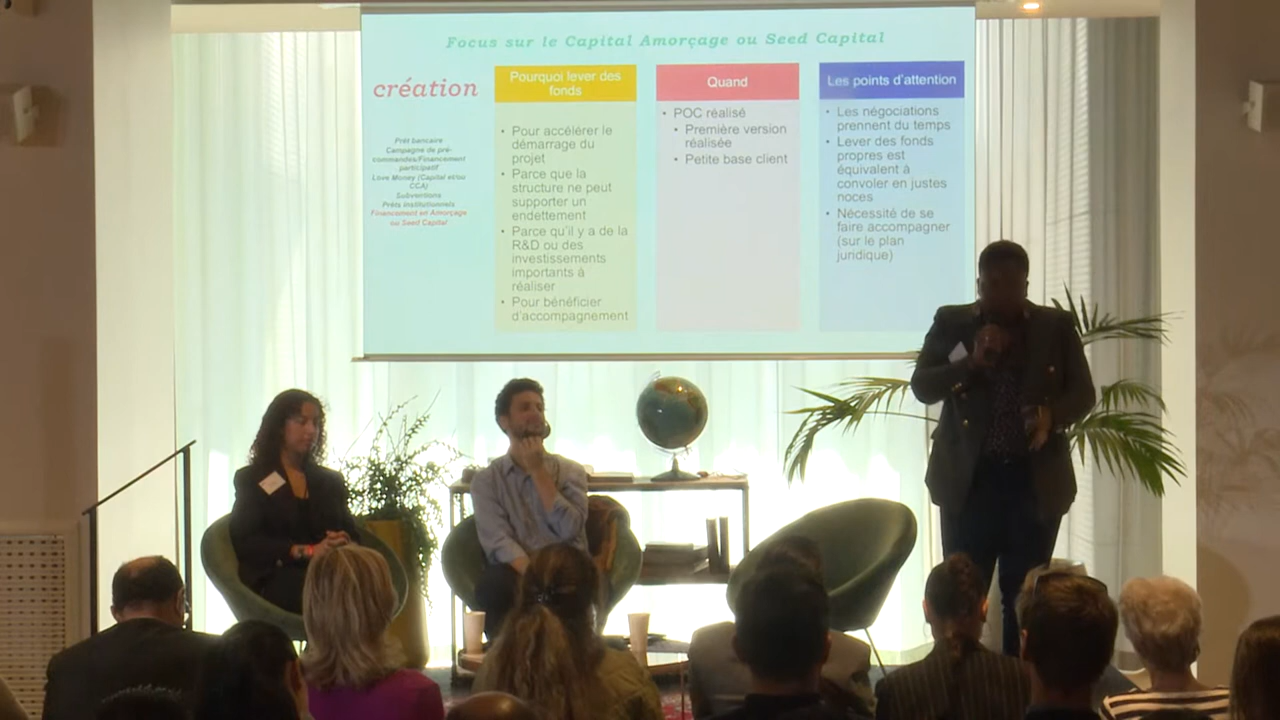 Focus sur le Capital Amorçage ou Seed Capital
création
Prêt bancaire
Campagne de pré-
commandes/Financement
participatif
Love Money (Capital et/ou
CCA)
Subventions
Prêts institutionnels
Financement en Amorçage
ou Seed Capital
Pourquoi lever des
fonds
• Pour accélérer le
démarrage du
projet
• Parce que la
structure ne peut
supporter un
endettement
• Parce qu'il y a de la
R&D ou des
investissements
importants à
réaliser
• Pour bénéficier
d'accompagnement
Quand
• POC réalisé
• Première version
réalisée
• Petite base client
Les points d'attention
• Les négociations
prennent du temps
• Lever des fonds
propres est
équivalent à
convoler en justes
noces
• Nécessité de se
faire accompagner
(sur le plan
juridique)